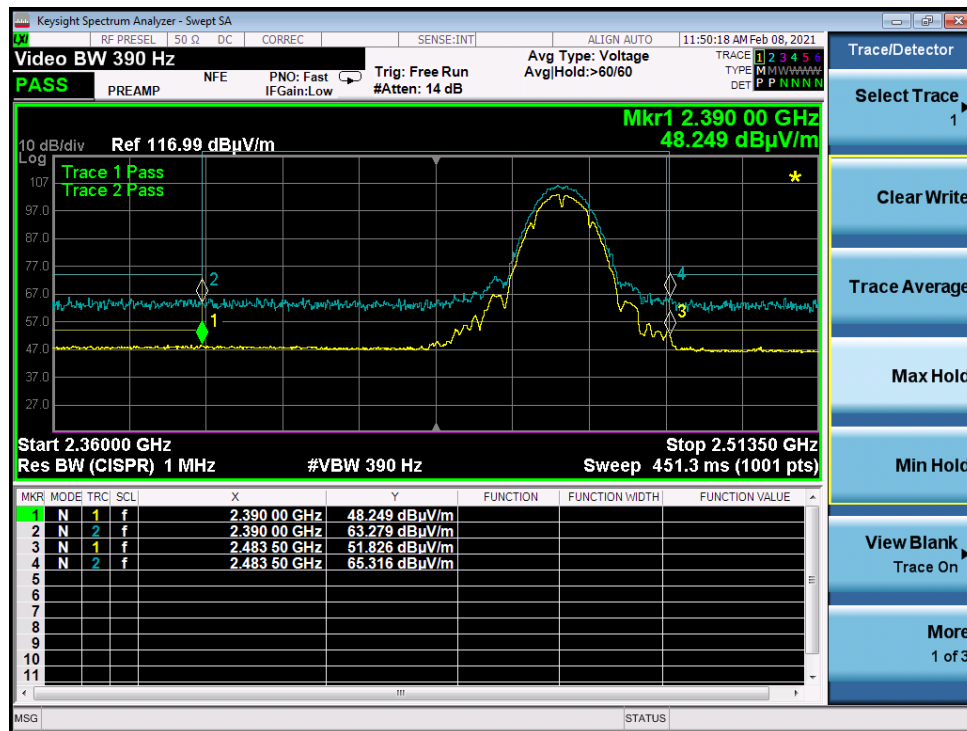 Keysight Spectrum Analyzer - Swept SA
LXI RF PRESEL 50 Ω DC CORREC SENSE:INT ALIGN AUTO 11:50:18 AM Feb 08, 2021
Video BW 390 Hz Avg Type: Voltage TRACE 1 2 3 4 5 6
NFE PNO: Fast Trig: Free Run Avg|Hold:>60/60 TYPE M M W W W W
PASS PREAMP IFGain:Low #Atten: 14 dB DET P P N N N N
Trace/Detector
Select Trace
1
Clear Write
Trace Average
Max Hold
Min Hold
View Blank
Trace On
More
1 of 3
Mkr1 2.390 00 GHz
48.249 dBµV/m
10 dB/div Ref 116.99 dBµV/m
Log
Trace 1 Pass
Trace 2 Pass
*
107
97.0
87.0
77.0
67.0
57.0
47.0
37.0
27.0
2
1
4
3
Start 2.36000 GHz Stop 2.51350 GHz
Res BW (CISPR) 1 MHz #VBW 390 Hz Sweep 451.3 ms (1001 pts)
MKR MODE TRC SCL X Y FUNCTION FUNCTION WIDTH FUNCTION VALUE
1 N 1 f 2.390 00 GHz 48.249 dBµV/m
2 N 2 f 2.390 00 GHz 63.279 dBµV/m
3 N 1 f 2.483 50 GHz 51.826 dBµV/m
4 N 2 f 2.483 50 GHz 65.316 dBµV/m
5
6
7
8
9
10
11
MSG STATUS